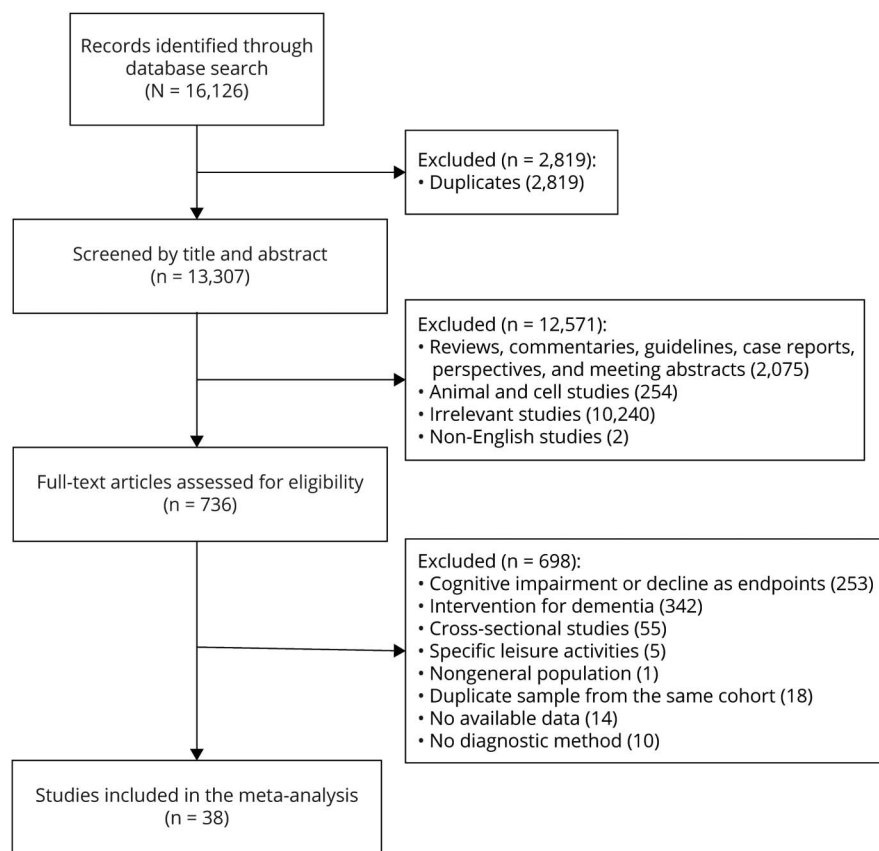 Records identified through
database search
(N = 16,126)
Excluded (n = 2,819):
• Duplicates (2,819)
Screened by title and abstract
(n = 13,307)
Excluded (n = 12,571):
• Reviews, commentaries, guidelines, case reports,
perspectives, and meeting abstracts (2,075)
• Animal and cell studies (254)
• Irrelevant studies (10,240)
• Non-English studies (2)
Full-text articles assessed for eligibility
(n = 736)
Excluded (n = 698):
• Cognitive impairment or decline as endpoints (253)
• Intervention for dementia (342)
• Cross-sectional studies (55)
• Specific leisure activities (5)
• Nongeneral population (1)
• Duplicate sample from the same cohort (18)
• No available data (14)
• No diagnostic method (10)
Studies included in the meta-analysis
(n = 38)